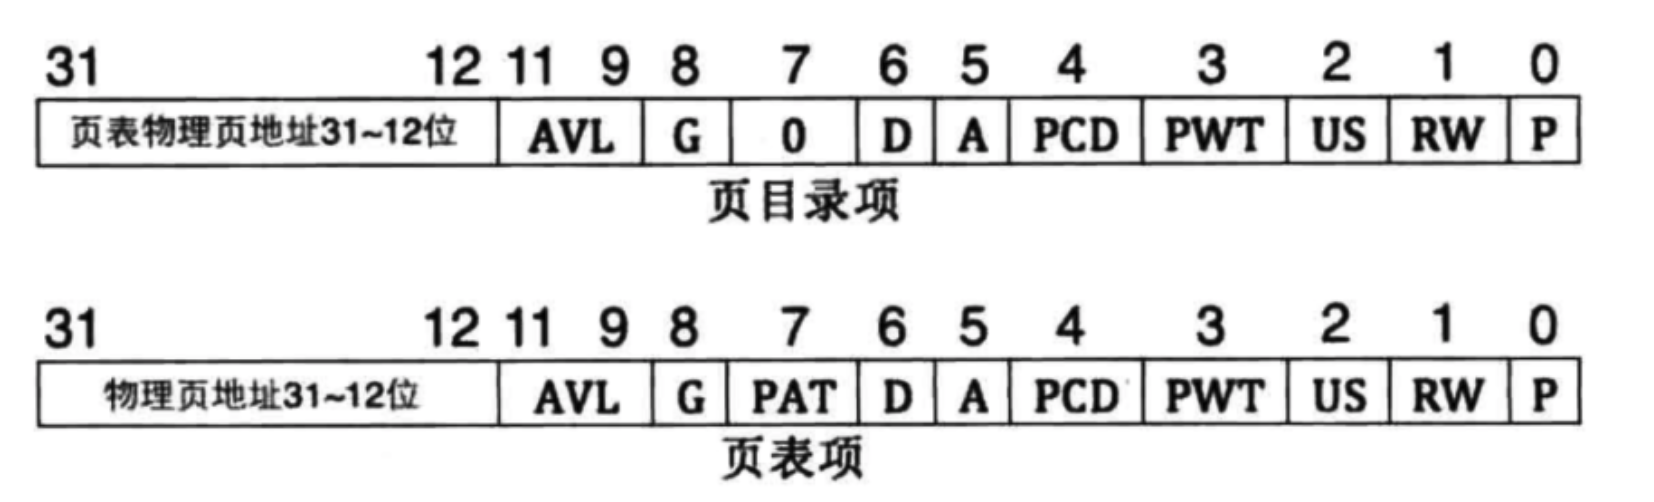 31 12 11 9 8 7 6 5 4 3 2 1 0
页表物理页地址31~12位 AVL G 0 D A PCD PWT US RW P
页目录项
31 12 11 9 8 7 6 5 4 3 2 1 0
物理页地址31~12位 AVL G PAT D A PCD PWT US RW P
页表项